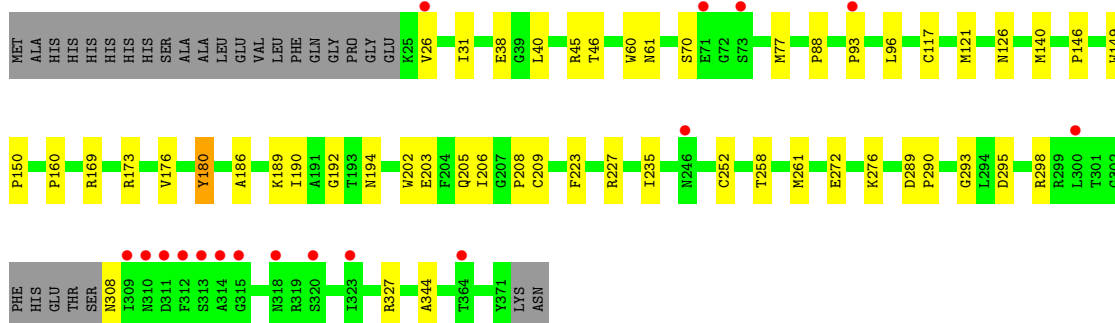 MET ALA HIS HIS HIS HIS HIS HIS SER ALA ALA LEU GLU VAL LEU PHE GLN GLY PRO GLY GLU K25 V26 I31 E38 G39 L40 R45 T46 W60 N61 S70 E71 G72 S73 M77 P88 P93 L96 C117 M121 N126 M140 P146
P150 P160 R169 R173 V176 Y180 A186 K189 I190 A191 G192 T193 N194 W202 E203 F204 Q205 I206 G207 P208 C209 F223 R227 I235 N246 C252 T258 M261 E272 K276 D289 P290 G293 L294 D295 R298 R299 L300 T301
PHE HIS GLU THR SER N308 I309 N310 D311 F312 S313 A314 G315 N318 R319 S320 I323 R327 A344 T364 Y371 LYS ASN